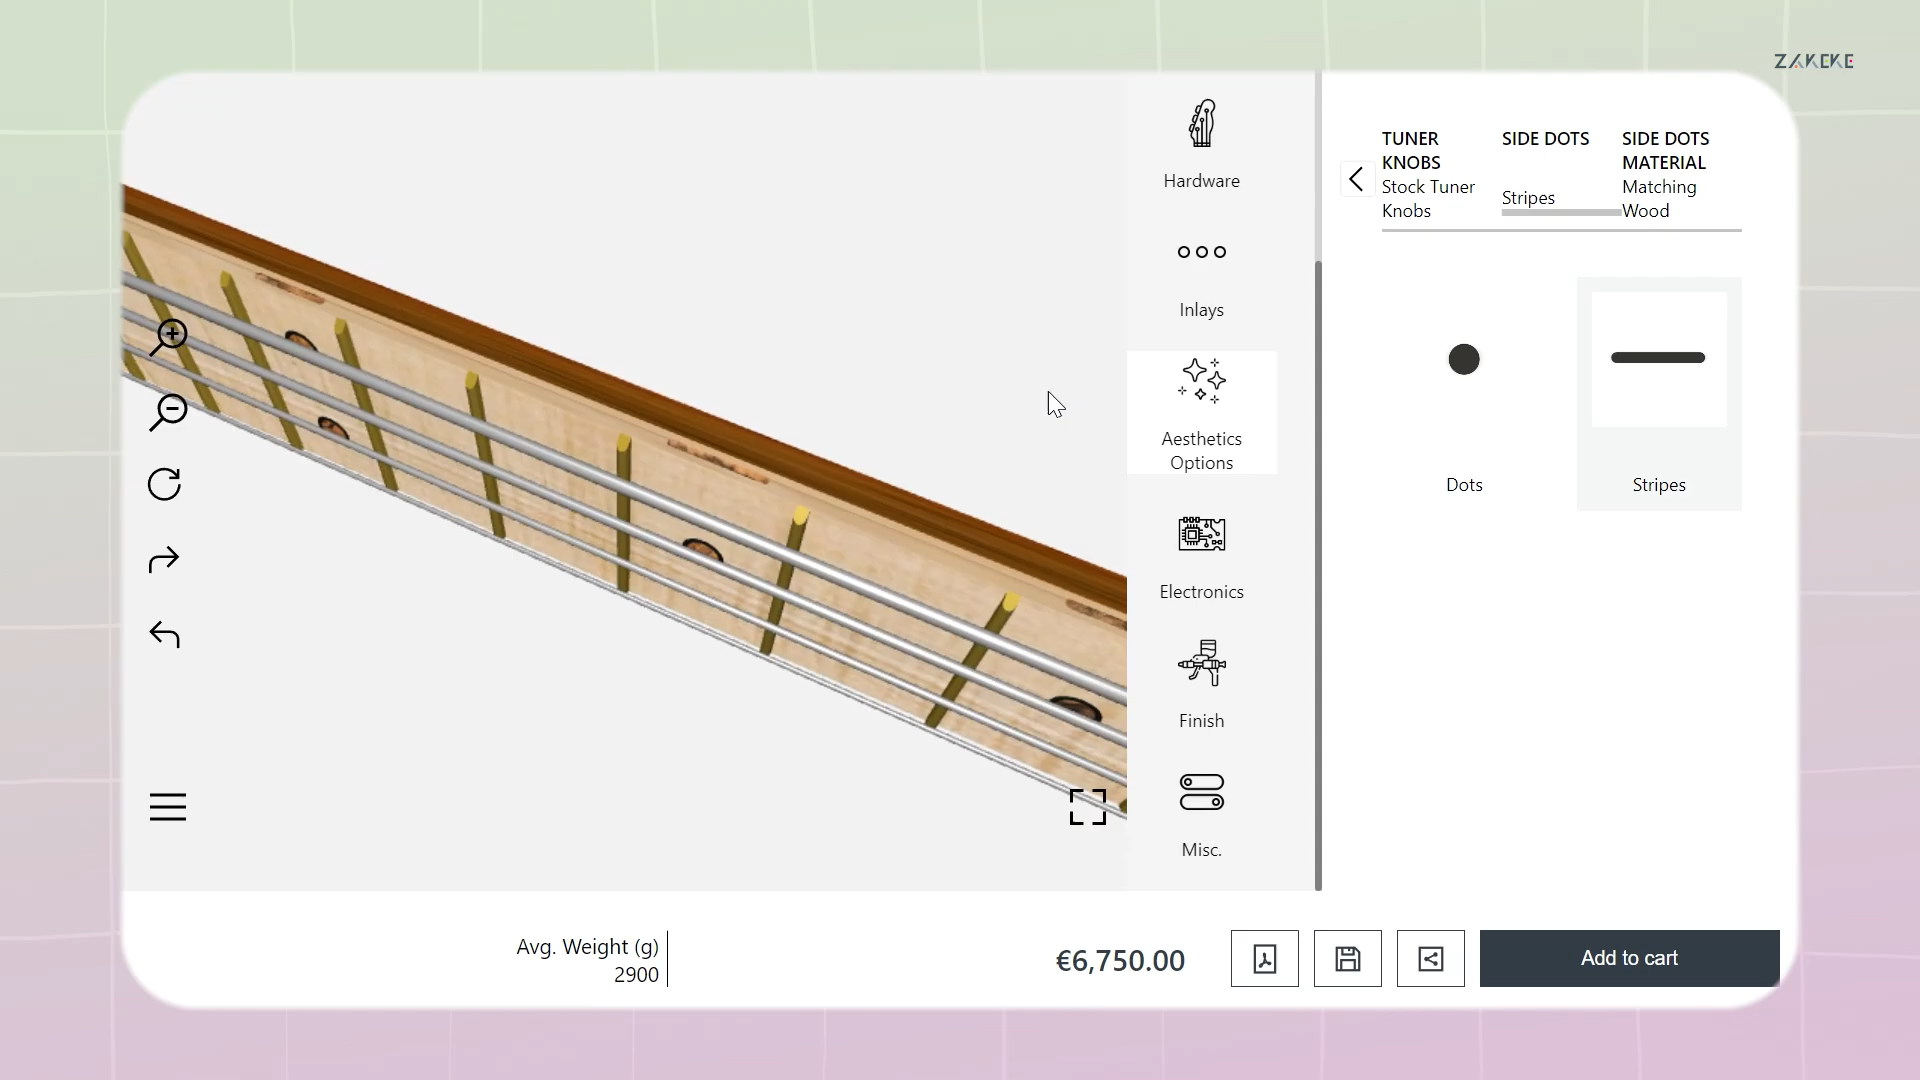 ZAKEKE
Hardware
Inlays
Aesthetics
Options
Electronics
Finish
Misc.
TUNER
KNOBS
Stock Tuner
Knobs
SIDE DOTS
Stripes
SIDE DOTS
MATERIAL
Matching
Wood
Dots
Stripes
Avg. Weight (g)
2900
€6,750.00
Add to cart